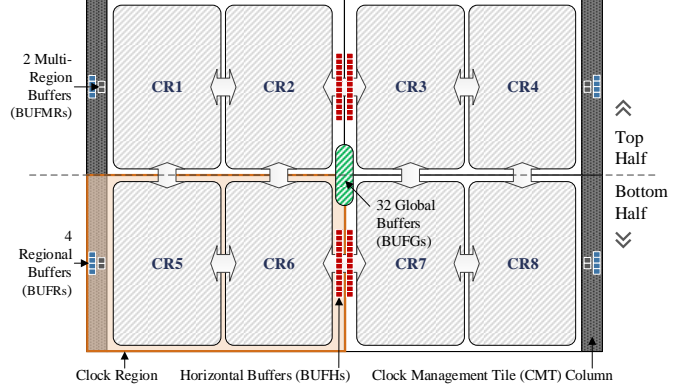 2 Multi-
Region
Buffers
(BUFMRs)
CR1
CR2
CR3
CR4
Top
Half
Bottom
Half
32 Global
Buffers
(BUFGs)
4
Regional
Buffers
(BUFRs)
CR5
CR6
CR7
CR8
Clock Region
Horizontal Buffers (BUFHs)
Clock Management Tile (CMT) Column